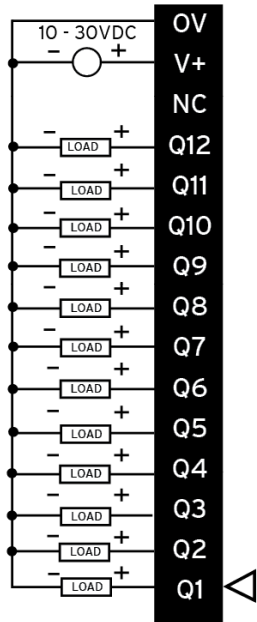 0V
10 - 30VDC
− + V+
NC
− LOAD + Q12
− LOAD + Q11
− LOAD + Q10
− LOAD + Q9
− LOAD + Q8
− LOAD + Q7
− LOAD + Q6
− LOAD + Q5
− LOAD + Q4
− LOAD + Q3
− LOAD + Q2
− LOAD + Q1